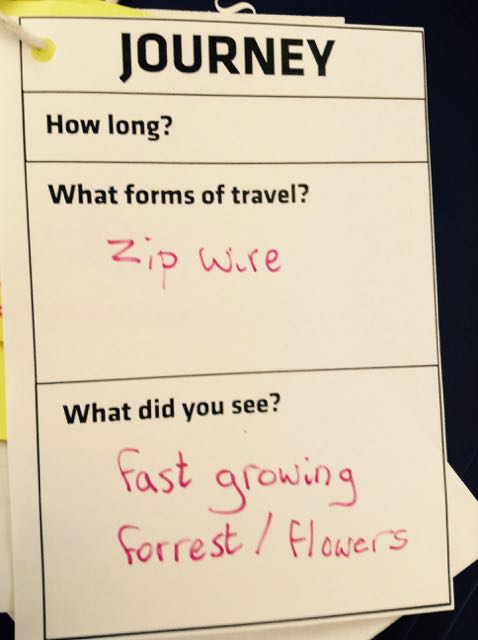 JOURNEY
How long?
What forms of travel?
Zip wire
What did you see?
Fast growing
forrest / flowers